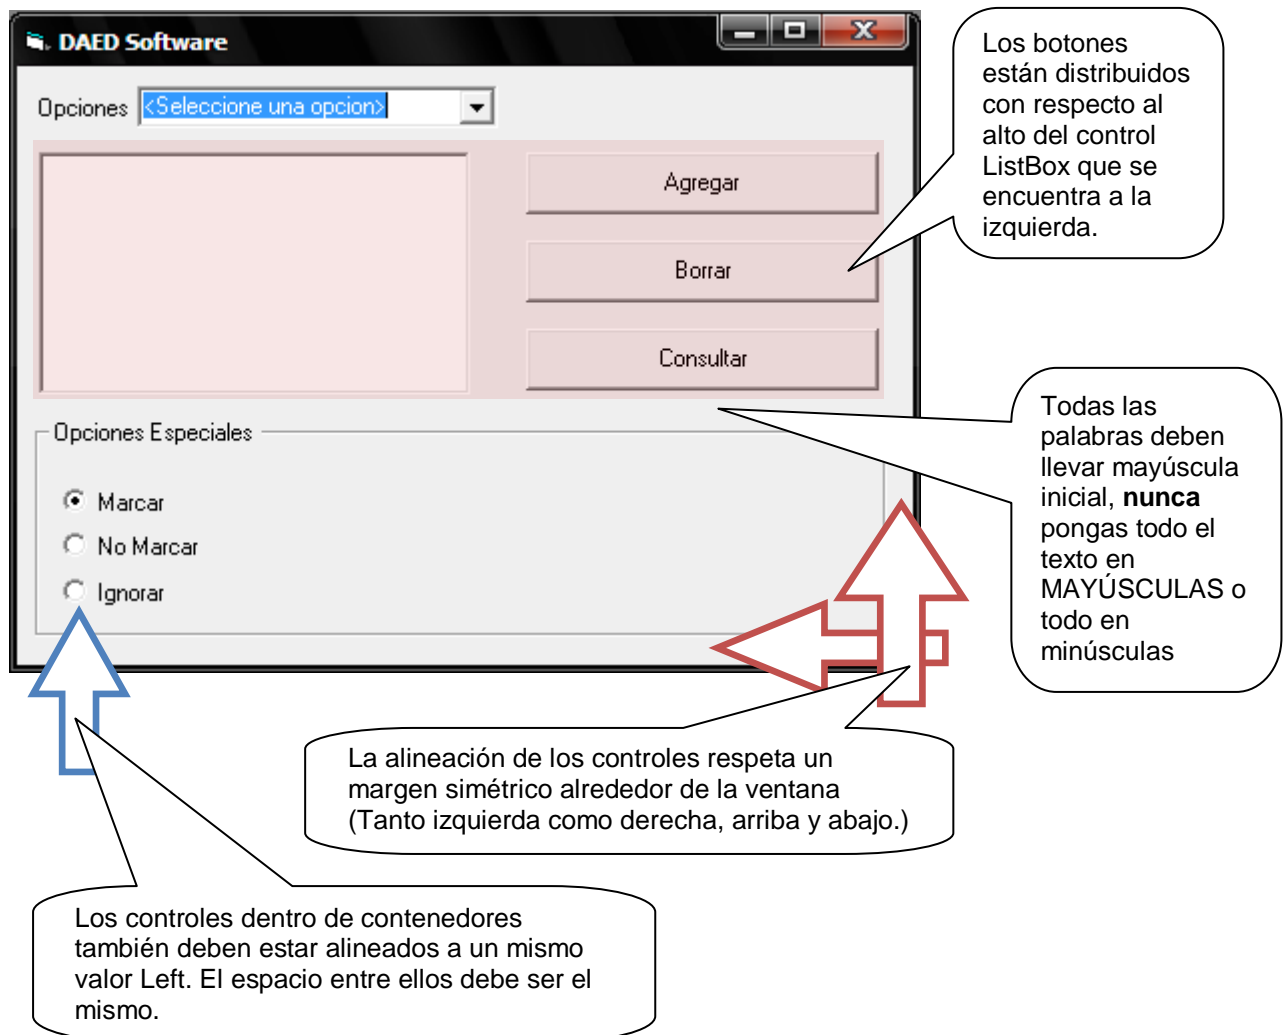 DAED Software
Opciones <Seleccione una opcion>
Agregar
Borrar
Consultar
Opciones Especiales
Marcar
No Marcar
Ignorar
Los botones
están distribuidos
con respecto al
alto del control
ListBox que se
encuentra a la
izquierda.
Todas las
palabras deben
llevar mayúscula
inicial, nunca
pongas todo el
texto en
MAYÚSCULAS o
todo en
minúsculas
La alineación de los controles respeta un
margen simétrico alrededor de la ventana
(Tanto izquierda como derecha, arriba y abajo.)
Los controles dentro de contenedores
también deben estar alineados a un mismo
valor Left. El espacio entre ellos debe ser el
mismo.